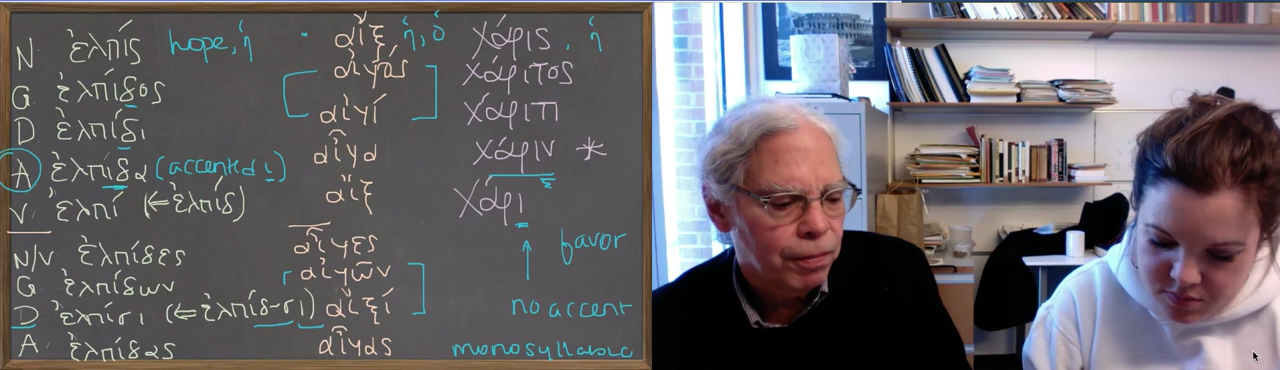 N ἐλπίς hope, ἡ · αἴξ ἡ, ὁ χάρις, ἡ
G ἐλπίδος αἰγός χάριτος
D ἐλπίδι αἰγί χάριτι
A ἐλπίδα (accented ι) αἶγα χάριν *
V ἐλπί (⇐ἐλπίδ) αἴξ χάρι
N/V ἐλπίδες αἶγες favor
G ἐλπίδων αἰγῶν
D ἐλπίσι (⇐ἐλπίδ-σι) αἰξί no accent
A ἐλπίδας αἶγας monosyllabic